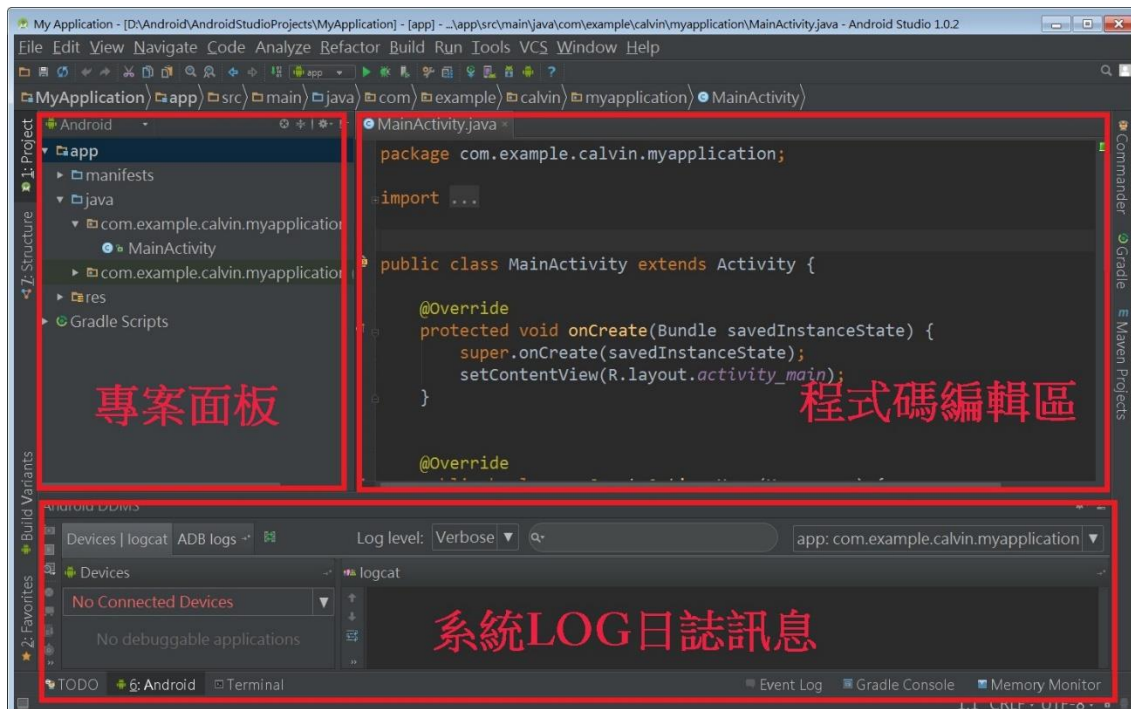 My Application - [D:\Android\AndroidStudioProjects\MyApplication] - [app] - ...\app\src\main\java\com\example\calvin\myapplication\MainActivity.java - Android Studio 1.0.2
File Edit View Navigate Code Analyze Refactor Build Run Tools VCS Window Help
app
MyApplication app src main java com example calvin myapplication MainActivity
1: Project
7: Structure
Build Variants
2: Favorites
Android
app
manifests
java
com.example.calvin.myapplication
MainActivity
com.example.calvin.myapplication
res
Gradle Scripts
專案面板
MainActivity.java
package com.example.calvin.myapplication;
import ...
public class MainActivity extends Activity {
@Override
protected void onCreate(Bundle savedInstanceState) {
super.onCreate(savedInstanceState);
setContentView(R.layout.activity_main);
}
程式碼編輯區
@Override
Commander
Gradle
Maven Projects
Android DDMS
Devices | logcat ADB logs Log level: Verbose app: com.example.calvin.myapplication
Devices logcat
No Connected Devices
No debuggable applications
系統LOG日誌訊息
TODO 6: Android Terminal Event Log Gradle Console Memory Monitor
1:1 CRLF UTF-8